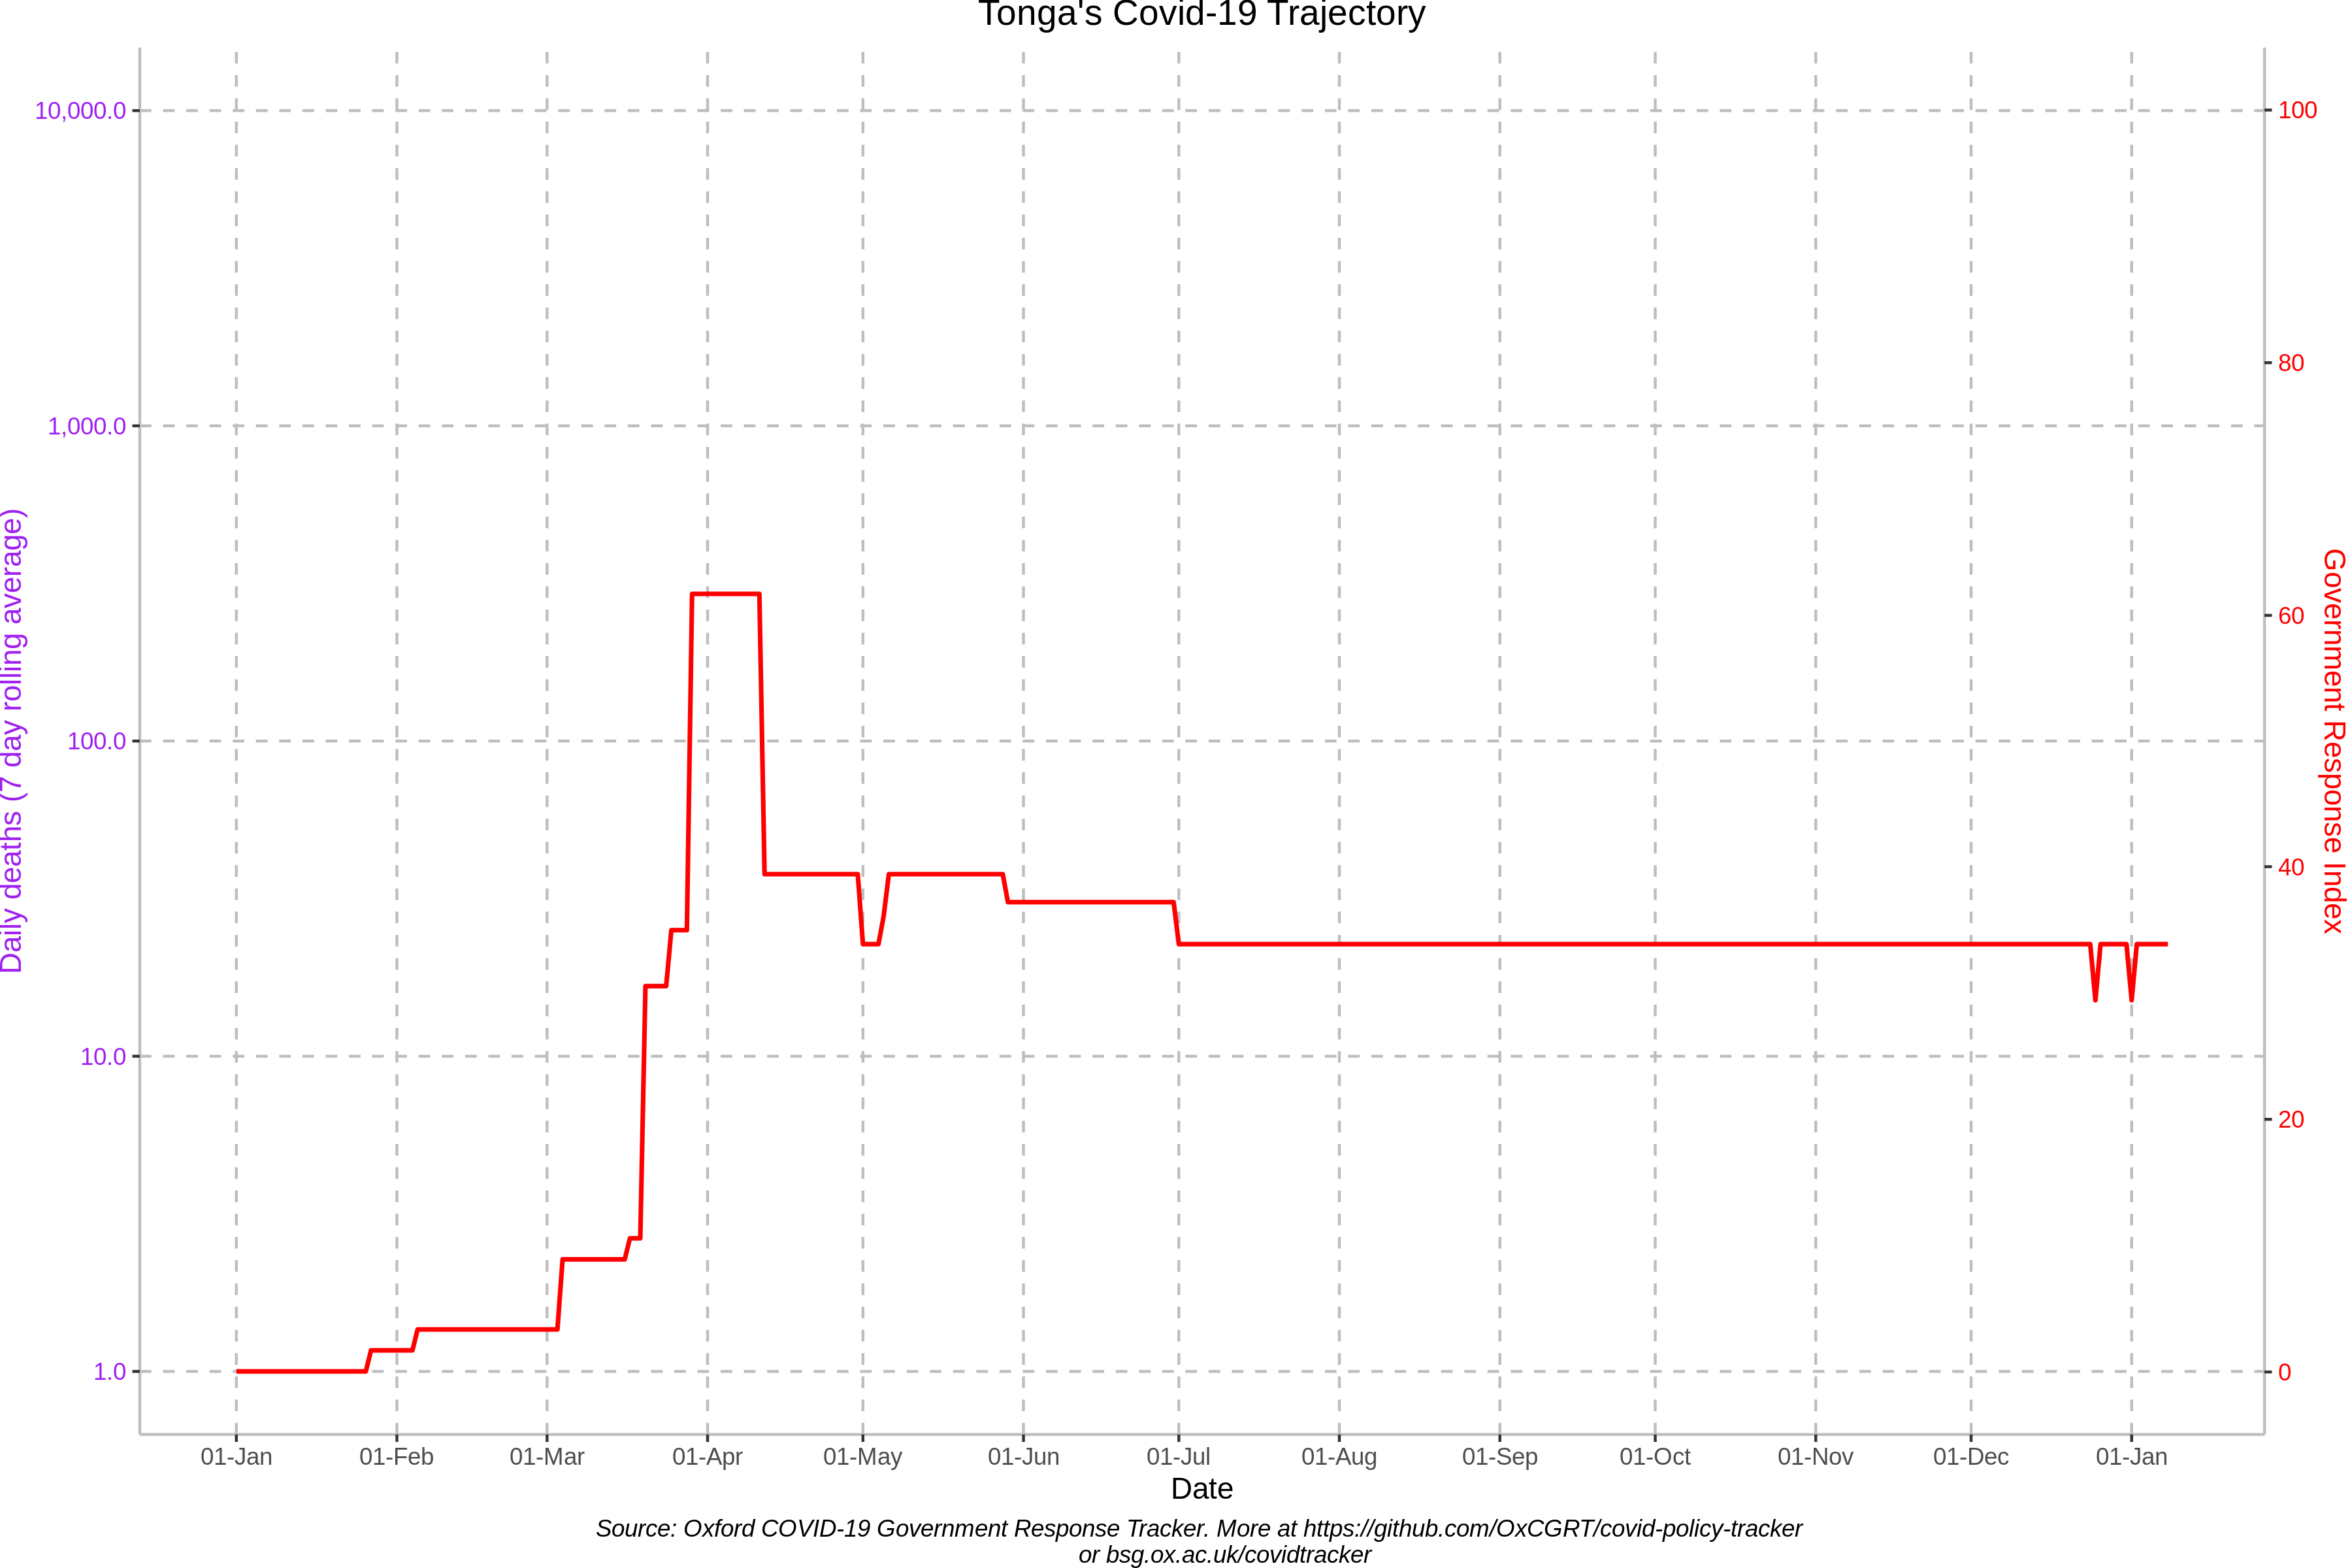 Tonga's Covid-19 Trajectory
10,000.0
1,000.0
100.0
10.0
1.0
Daily deaths (7 day rolling average)
100
80
60
40
20
0
Government Response Index
01-Jan
01-Feb
01-Mar
01-Apr
01-May
01-Jun
01-Jul
01-Aug
01-Sep
01-Oct
01-Nov
01-Dec
01-Jan
Date
Source: Oxford COVID-19 Government Response Tracker. More at https://github.com/OxCGRT/covid-policy-tracker
or bsg.ox.ac.uk/covidtracker